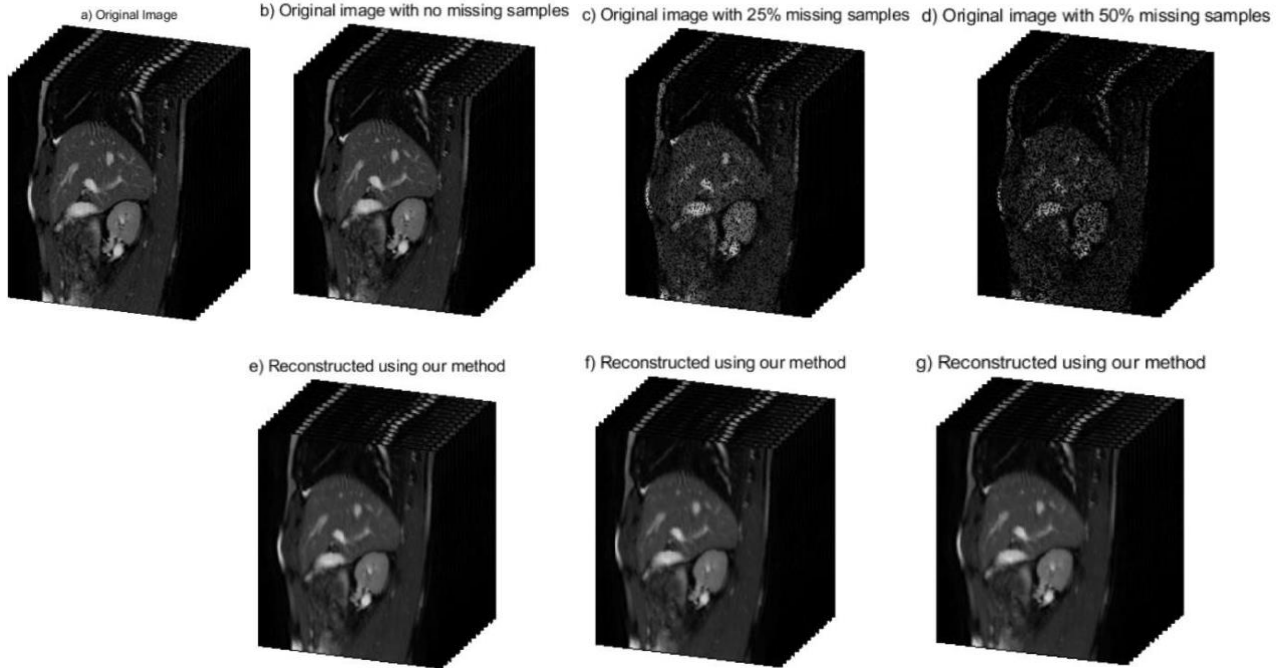 a) Original Image
b) Original image with no missing samples
c) Original image with 25% missing samples
d) Original image with 50% missing samples
e) Reconstructed using our method
f) Reconstructed using our method
g) Reconstructed using our method